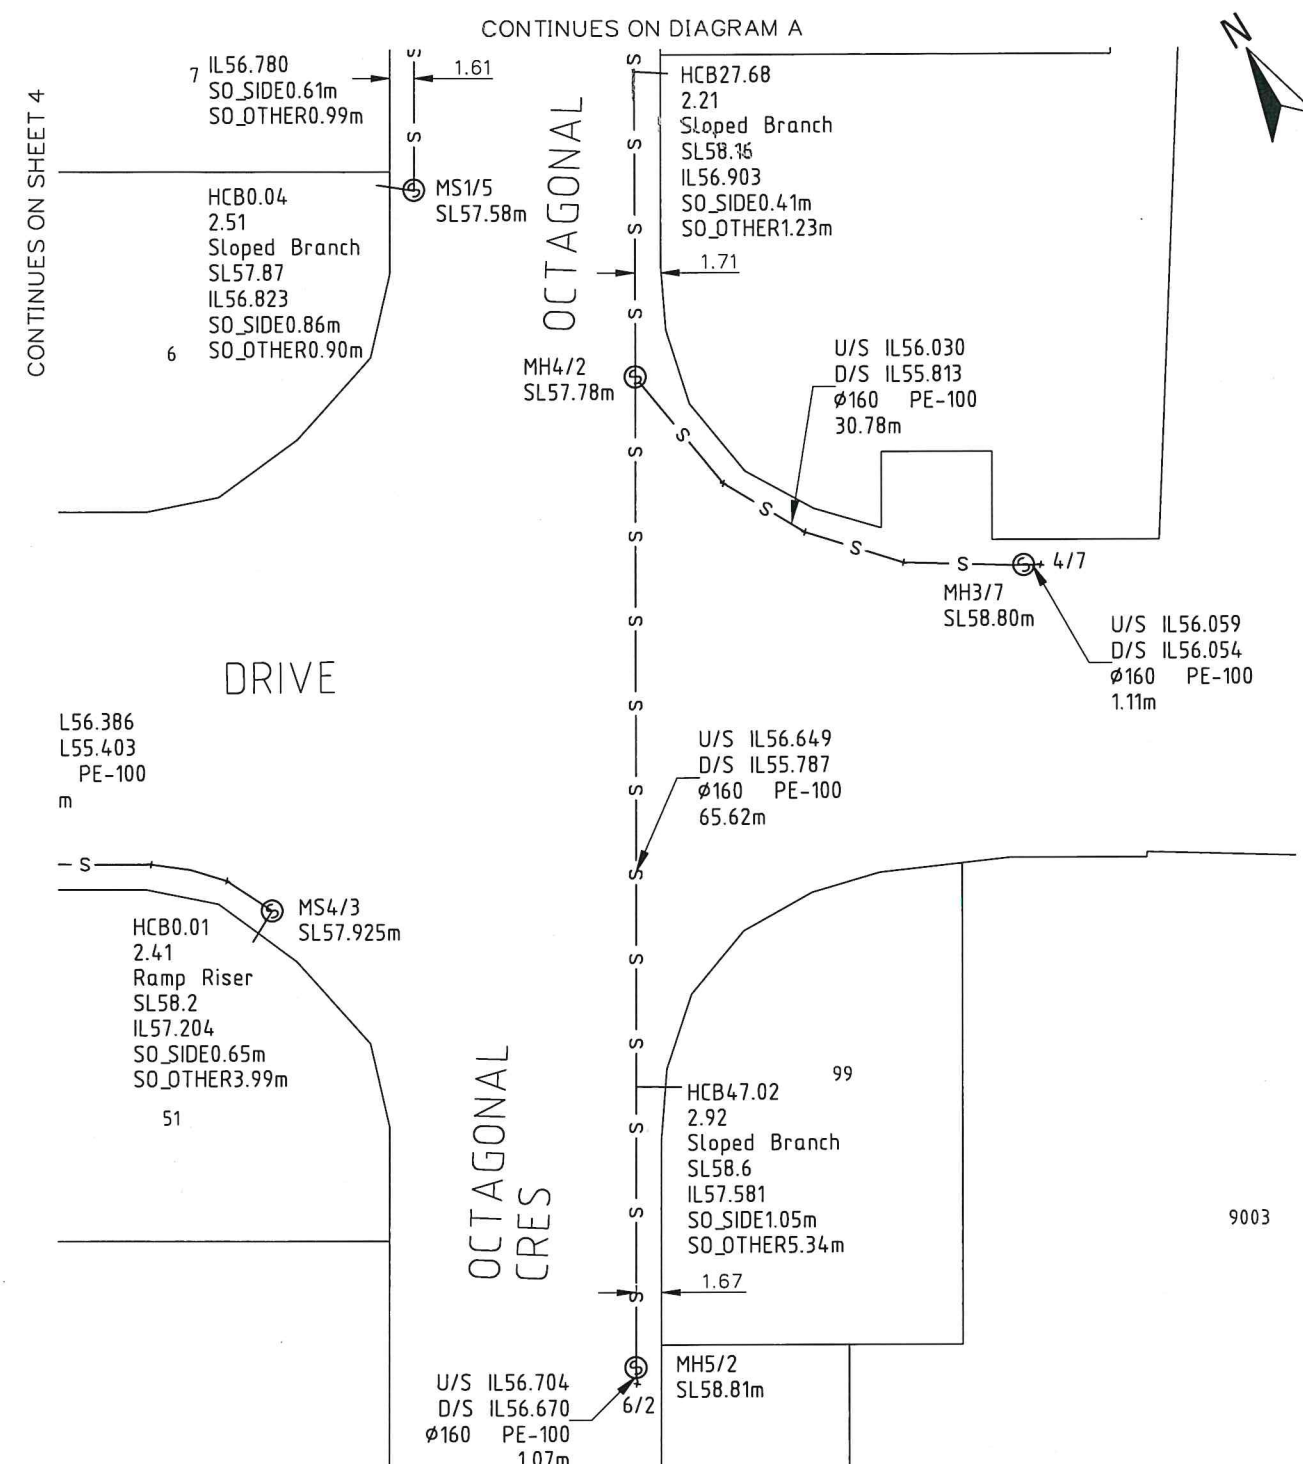 CONTINUES ON DIAGRAM A
N
CONTINUES ON SHEET 4
7
IL56.780
SO_SIDE0.61m
SO_OTHER0.99m
1.61
HCB27.68
2.21
Sloped Branch
SL58.16
IL56.903
SO_SIDE0.41m
SO_OTHER1.23m
OCTAGONAL
MS1/5
SL57.58m
HCB0.04
2.51
Sloped Branch
SL57.87
IL56.823
SO_SIDE0.86m
SO_OTHER0.90m
6
1.71
MH4/2
SL57.78m
U/S IL56.030
D/S IL55.813
Ø160 PE-100
30.78m
4/7
MH3/7
SL58.80m
U/S IL56.059
D/S IL56.054
Ø160 PE-100
1.11m
DRIVE
L56.386
L55.403
PE-100
m
U/S IL56.649
D/S IL55.787
Ø160 PE-100
65.62m
S
MS4/3
SL57.925m
HCB0.01
2.41
Ramp Riser
SL58.2
IL57.204
SO_SIDE0.65m
SO_OTHER3.99m
51
OCTAGONAL
CRES
99
HCB47.02
2.92
Sloped Branch
SL58.6
IL57.581
SO_SIDE1.05m
SO_OTHER5.34m
9003
1.67
MH5/2
SL58.81m
6/2
U/S IL56.704
D/S IL56.670
Ø160 PE-100
1.07m